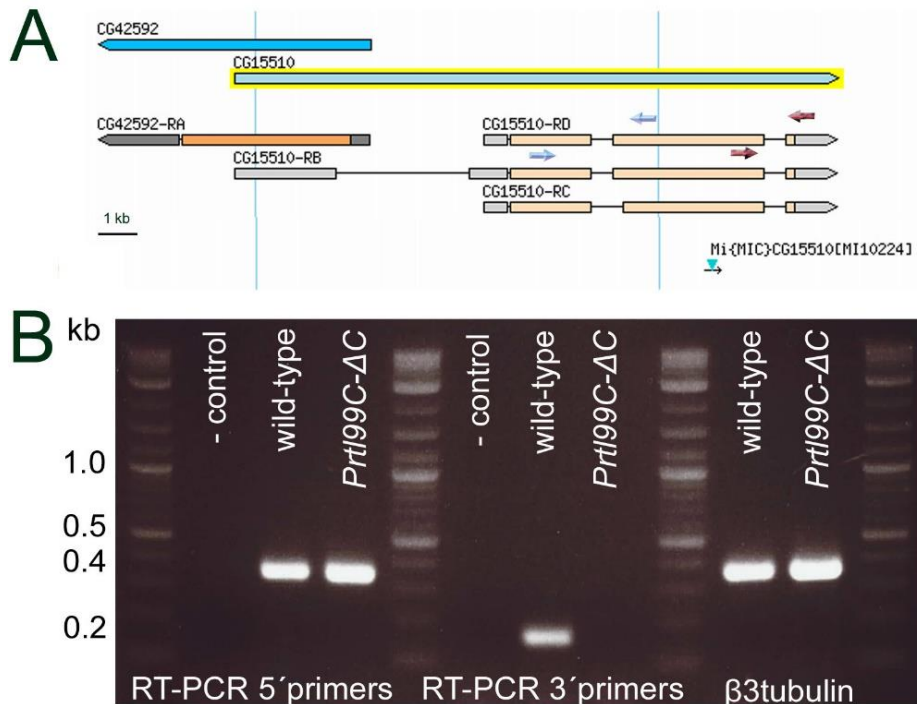 A
CG42592
CG15510
CG42592-RA
CG15510-RD
CG15510-RB
CG15510-RC
1 kb
Mi{MIC}CG15510[MI10224]
B
kb
1.0
0.5
0.4
0.2
- control
wild-type
Prtl99C-ΔC
- control
wild-type
Prtl99C-ΔC
wild-type
Prtl99C-ΔC
RT-PCR 5´primers
RT-PCR 3´primers
β3tubulin